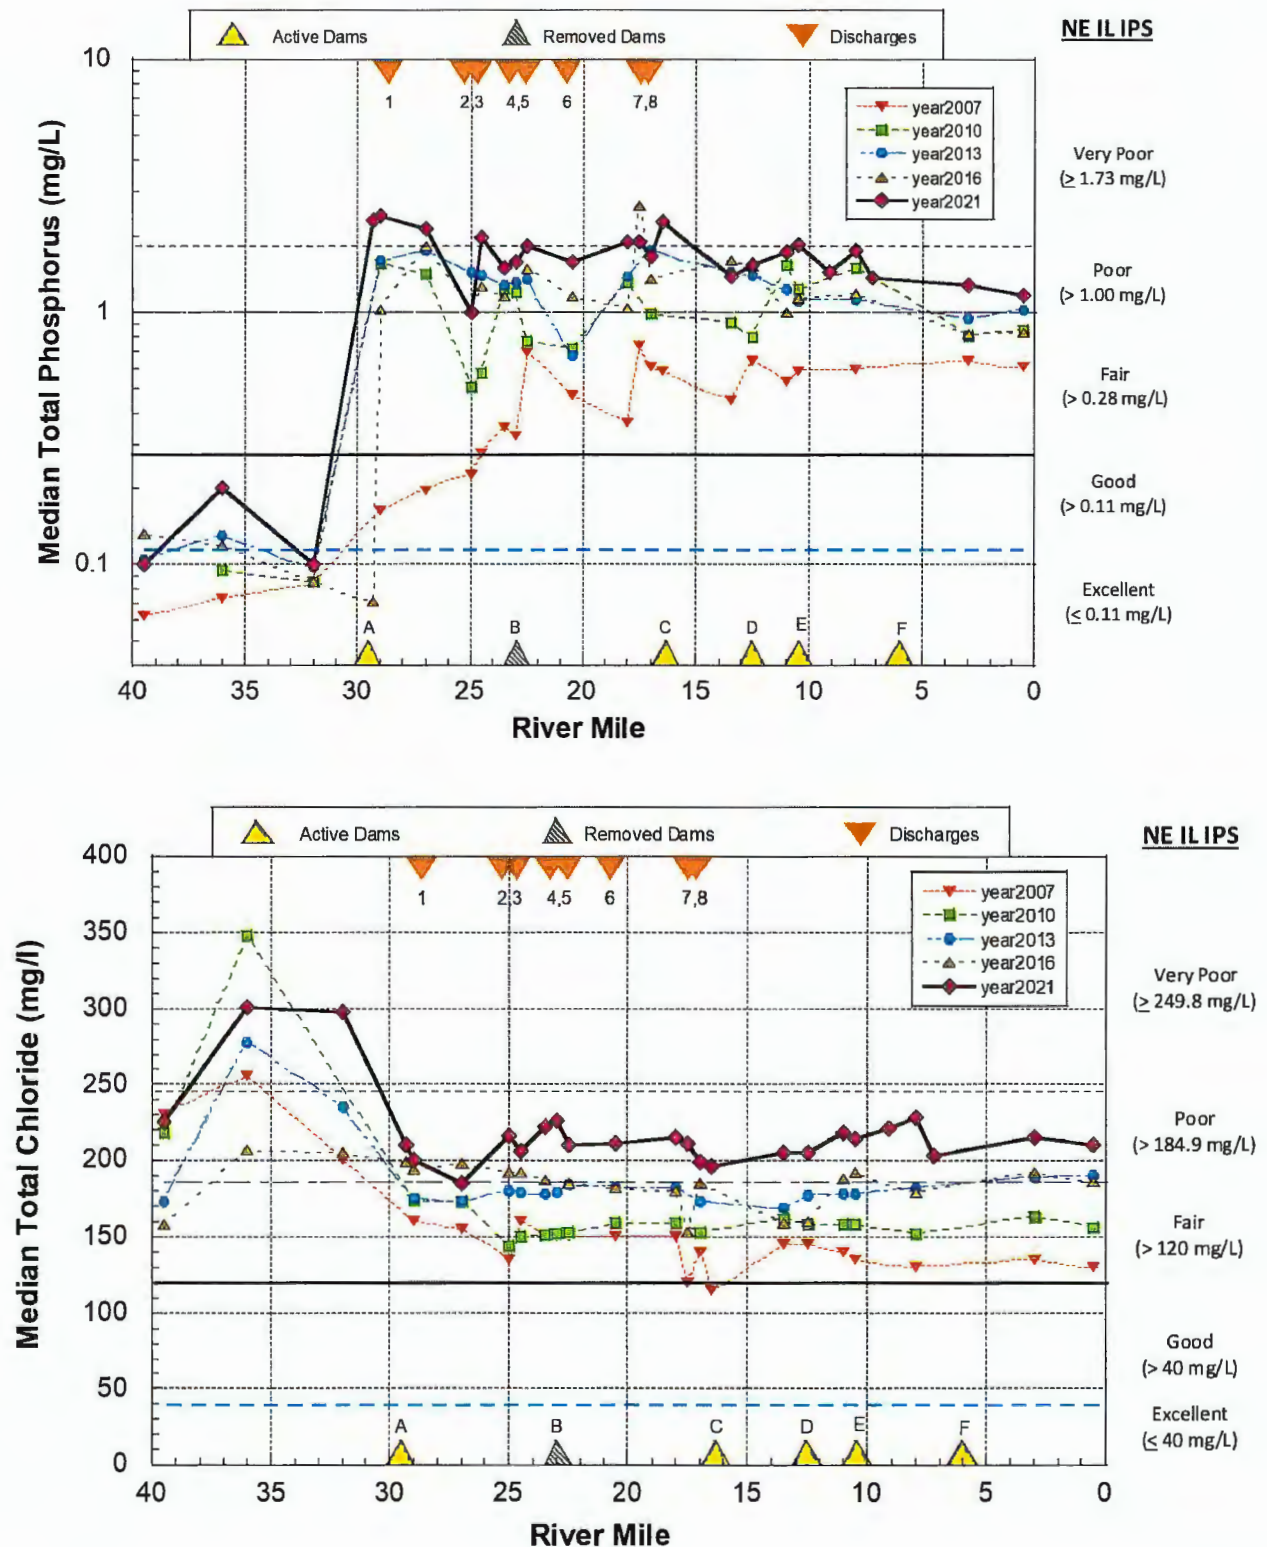 NE IL IPS
Active Dams Removed Dams Discharges
10
1 2,3 4,5 6 7,8
year2007
year2010
year2013
year2016
year2021
Very Poor
(≥ 1.73 mg/L)
Poor
(> 1.00 mg/L)
1
Fair
(> 0.28 mg/L)
Good
(> 0.11 mg/L)
0.1
Excellent
(≤ 0.11 mg/L)
Median Total Phosphorus (mg/L)
A B C D E F
40 35 30 25 20 15 10 5 0
River Mile
NE IL IPS
Active Dams Removed Dams Discharges
400
1 2,3 4,5 6 7,8
year2007
year2010
year2013
year2016
year2021
350
Very Poor
(≥ 249.8 mg/L)
300
250
Poor
(> 184.9 mg/L)
200
Fair
(> 120 mg/L)
150
100
Good
(> 40 mg/L)
50
Excellent
(≤ 40 mg/L)
0
Median Total Chloride (mg/l)
A B C D E F
40 35 30 25 20 15 10 5 0
River Mile